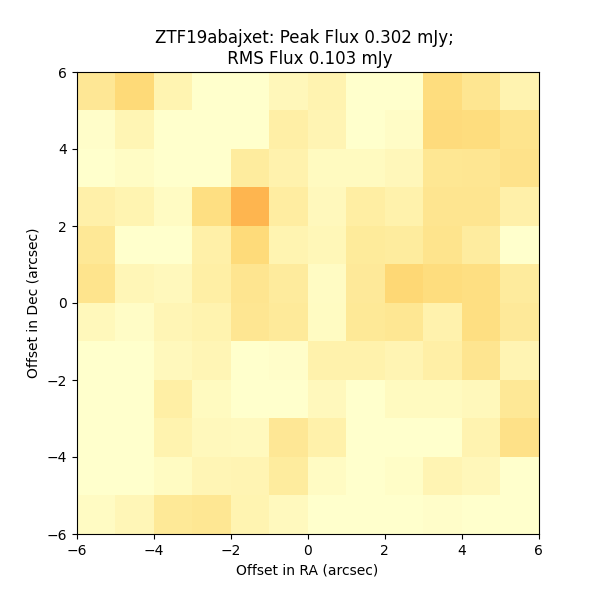 ZTF19abajxet: Peak Flux 0.302 mJy;
RMS Flux 0.103 mJy
6
4
2
0
−2
−4
−6
Offset in Dec (arcsec)
−6 −4 −2 0 2 4 6
Offset in RA (arcsec)